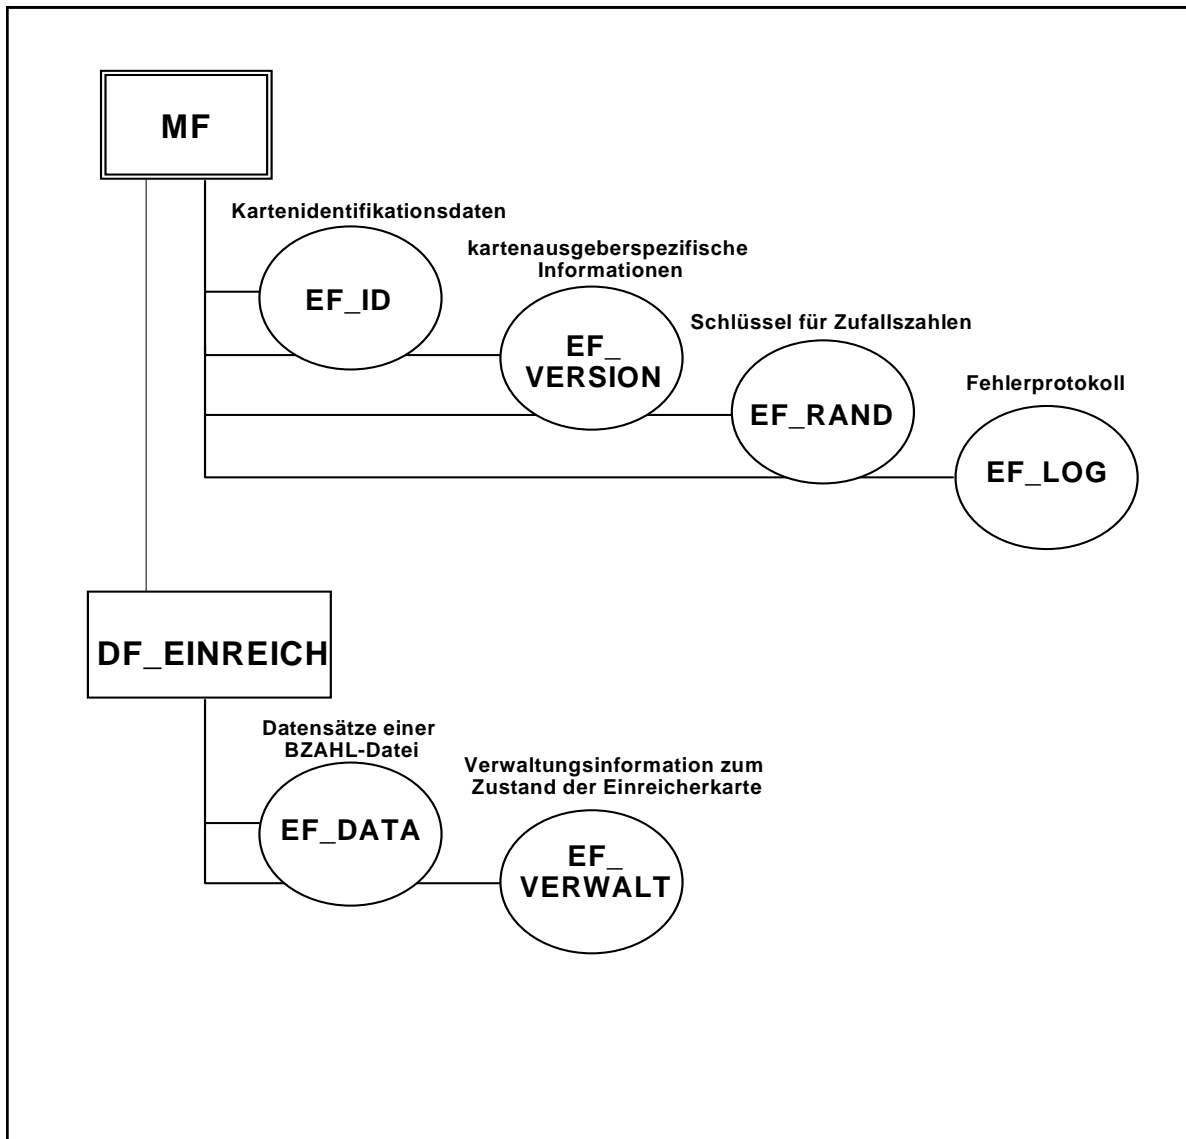 MF
Kartenidentifikationsdaten
EF_ID
kartenausgeberspezifische
Informationen
EF_
VERSION
Schlüssel für Zufallszahlen
EF_RAND
Fehlerprotokoll
EF_LOG
DF_EINREICH
Datensätze einer
BZAHL-Datei
EF_DATA
Verwaltungsinformation zum
Zustand der Einreicherkarte
EF_
VERWALT